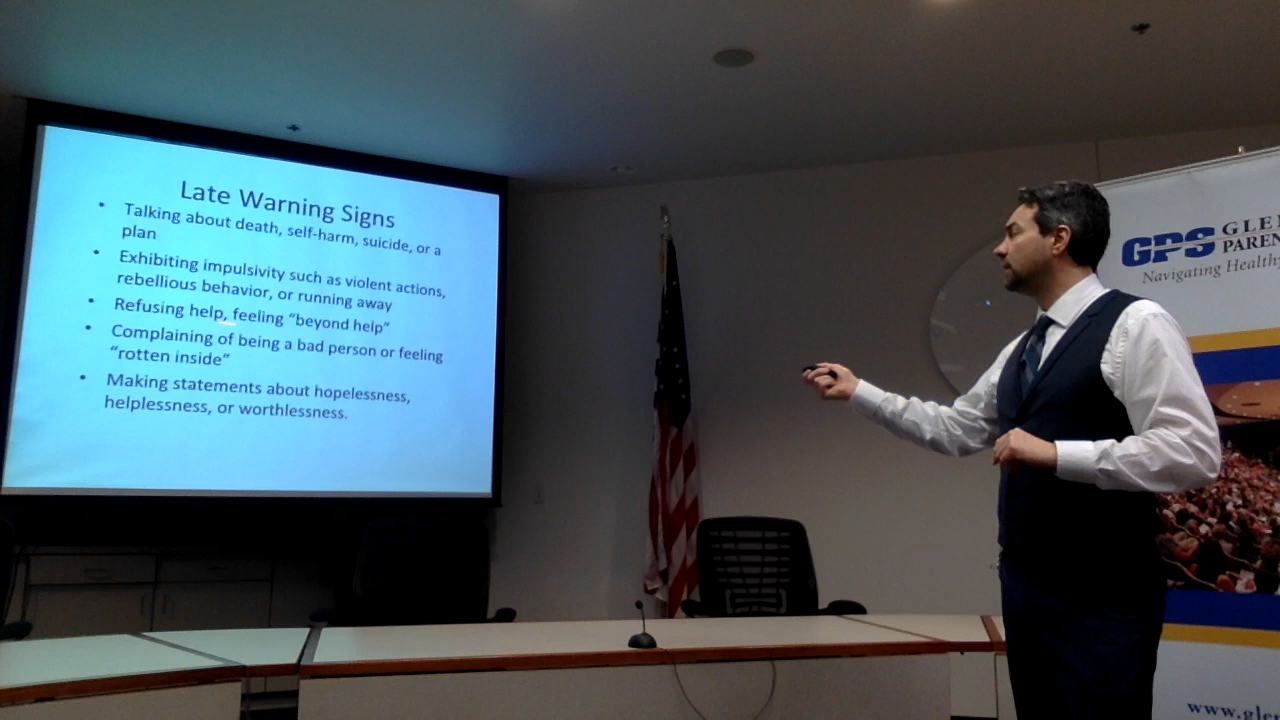 Late Warning Signs
• Talking about death, self-harm, suicide, or a
plan
• Exhibiting impulsivity such as violent actions,
rebellious behavior, or running away
• Refusing help, feeling “beyond help”
• Complaining of being a bad person or feeling
“rotten inside”
• Making statements about hopelessness,
helplessness, or worthlessness.
GPS
Navigating Healthy